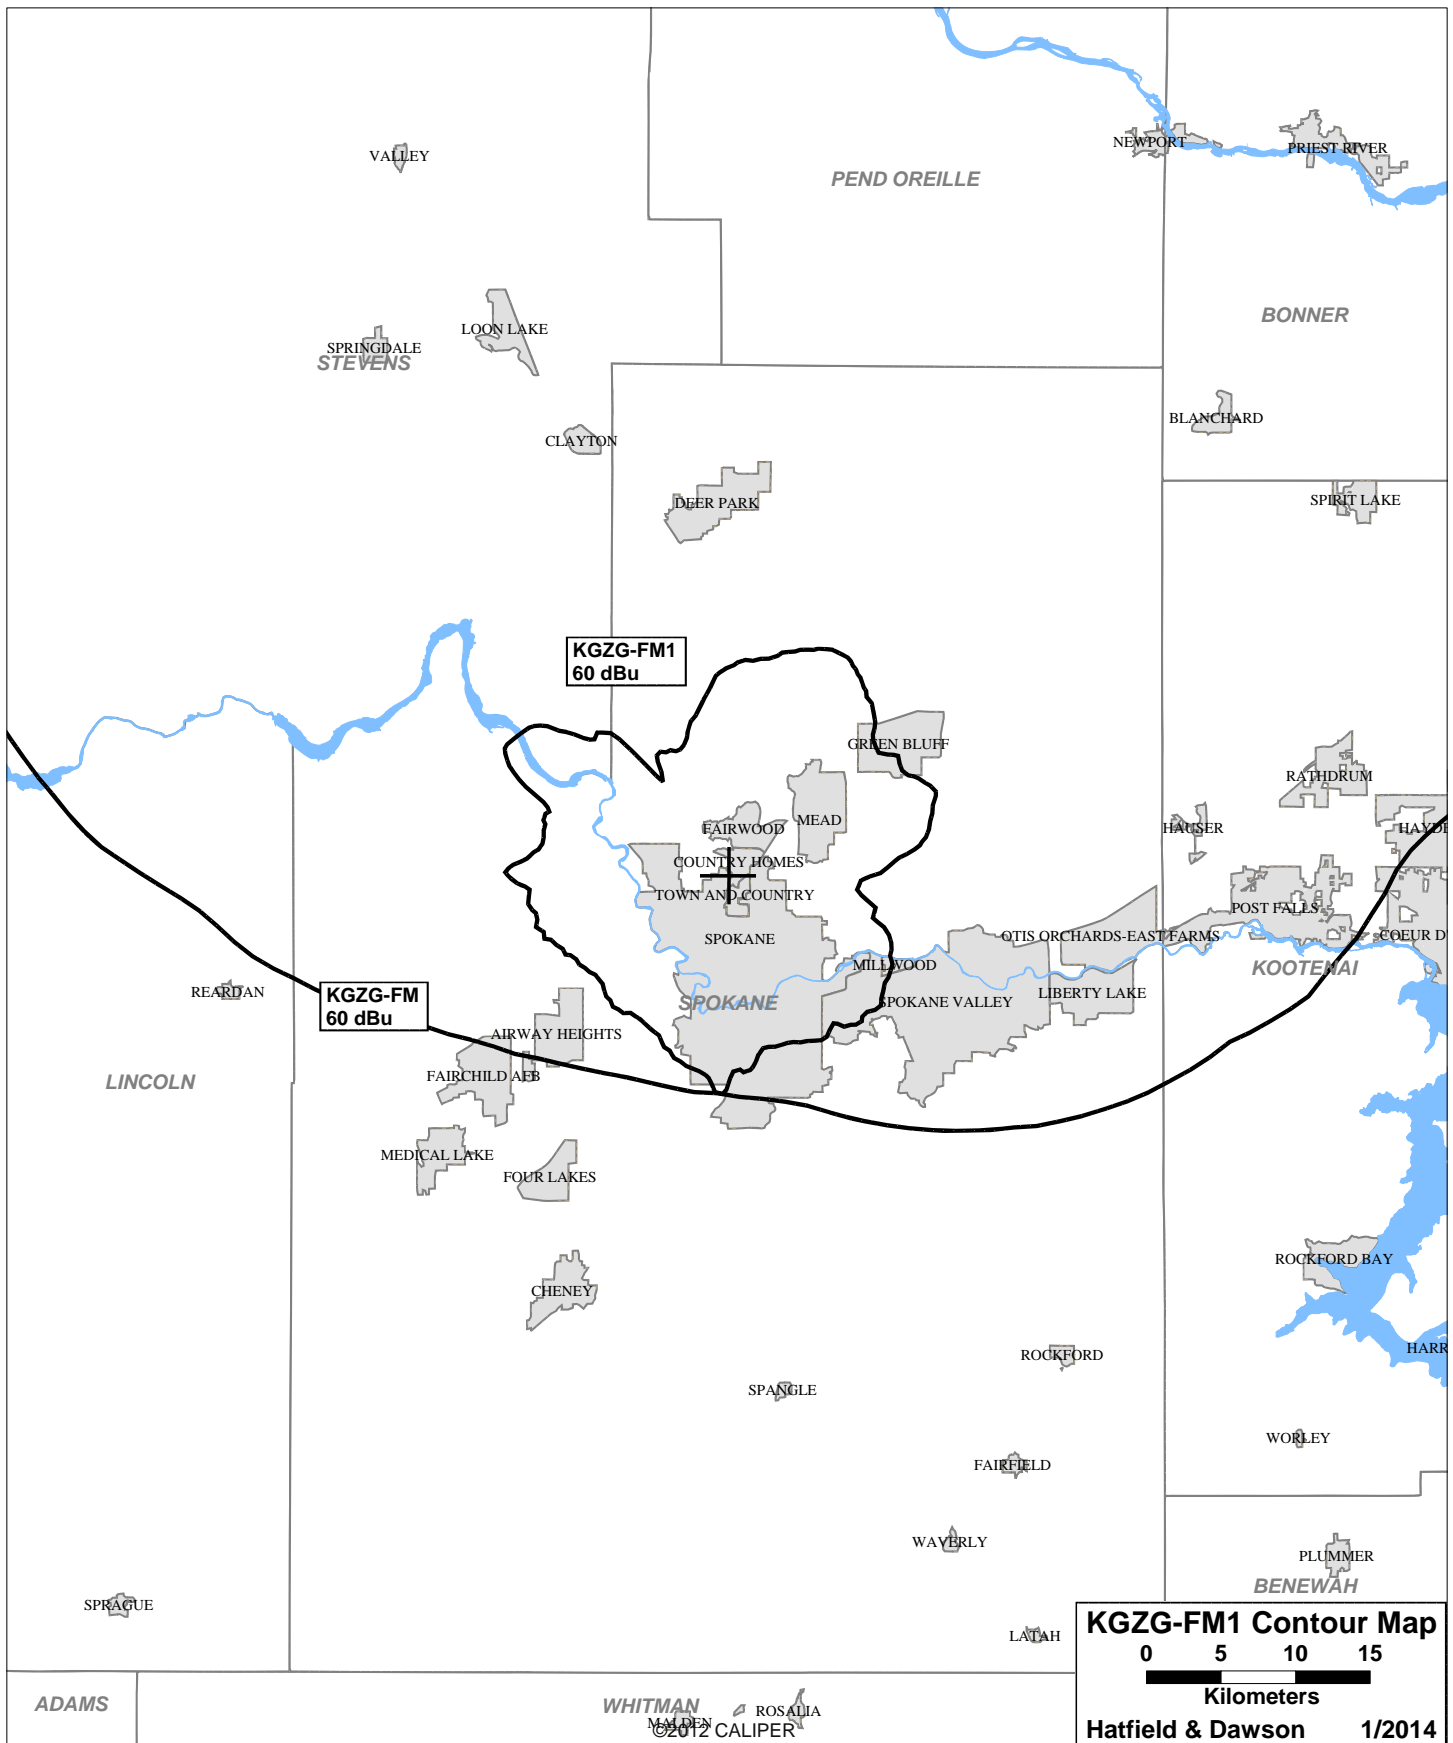 VALLEY
NEWPORT
PRIEST RIVER
PEND OREILLE
BONNER
LOON LAKE
SPRINGDALE
STEVENS
BLANCHARD
CLAYTON
DEER PARK
SPIRIT LAKE
KGZG-FM1
60 dBu
GREEN BLUFF
RATHDRUM
MEAD
FAIRWOOD
HAUSER
HAYDE
COUNTRY HOMES
TOWN AND COUNTRY
POST FALLS
SPOKANE
OTIS ORCHARDS-EAST FARMS
COEUR D'
MILLWOOD
KOOTENAI
REARDAN
KGZG-FM
60 dBu
SPOKANE
SPOKANE VALLEY
LIBERTY LAKE
AIRWAY HEIGHTS
FAIRCHILD AFB
LINCOLN
MEDICAL LAKE
FOUR LAKES
ROCKFORD BAY
CHENEY
HARR
ROCKFORD
SPANGLE
WORLEY
FAIRFIELD
WAVERLY
PLUMMER
BENEWAH
SPRAGUE
LATAH
KGZG-FM1 Contour Map
0 5 10 15
Kilometers
Hatfield & Dawson 1/2014
ADAMS
WHITMAN
ROSALIA
MALDEN
©2012 CALIPER